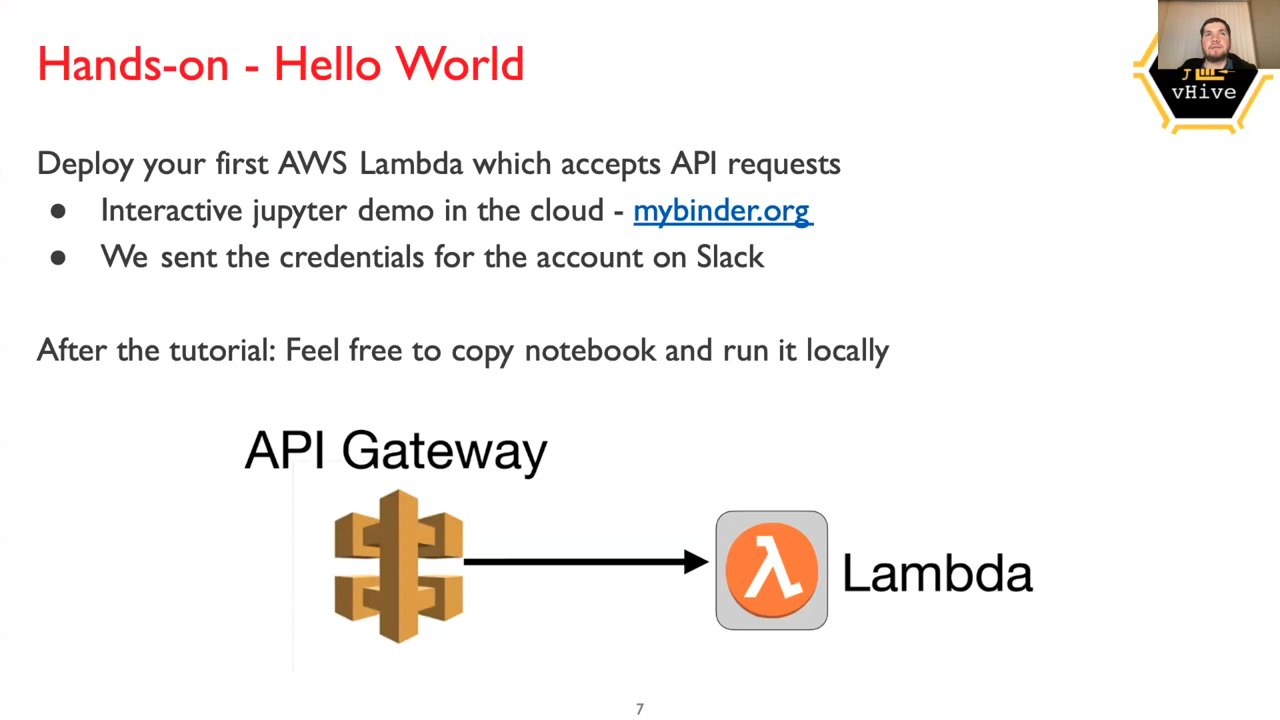 Hands-on - Hello World
vHive
Deploy your first AWS Lambda which accepts API requests
● Interactive jupyter demo in the cloud - mybinder.org
● We sent the credentials for the account on Slack
After the tutorial: Feel free to copy notebook and run it locally
API Gateway
λ
Lambda
7